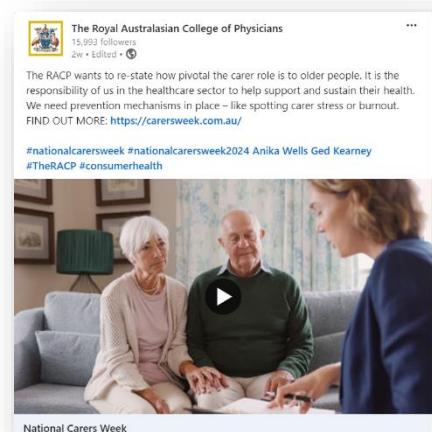 The Royal Australasian College of Physicians
15,993 followers
2w • Edited •
The RACP wants to re-state how pivotal the carer role is to older people. It is the
responsibility of us in the healthcare sector to help support and sustain their health.
We need prevention mechanisms in place – like spotting carer stress or burnout.
FIND OUT MORE: https://carersweek.com.au/
#nationalcarersweek #nationalcarersweek2024 Anika Wells Ged Kearney
#TheRACP #consumerhealth
National Carers Week